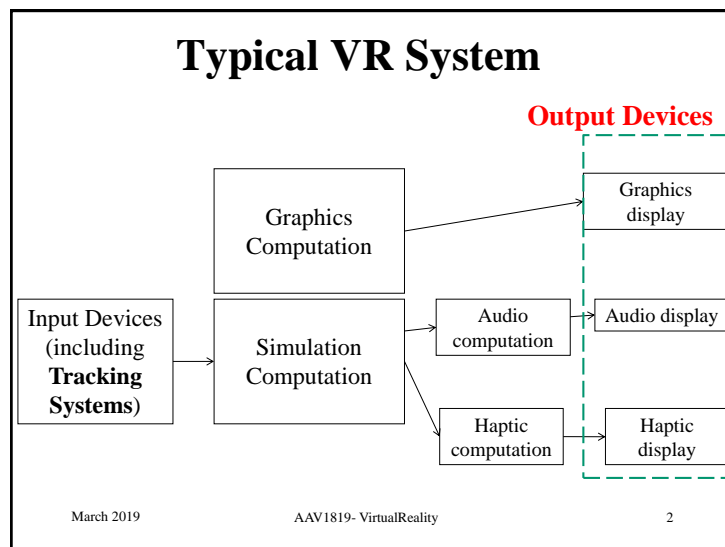 Typical VR System
Output Devices
Graphics
Computation
Graphics
display
Input Devices
(including
Tracking
Systems)
Simulation
Computation
Audio
computation
Audio display
Haptic
computation
Haptic
display
March 2019
AAV1819- VirtualReality
2